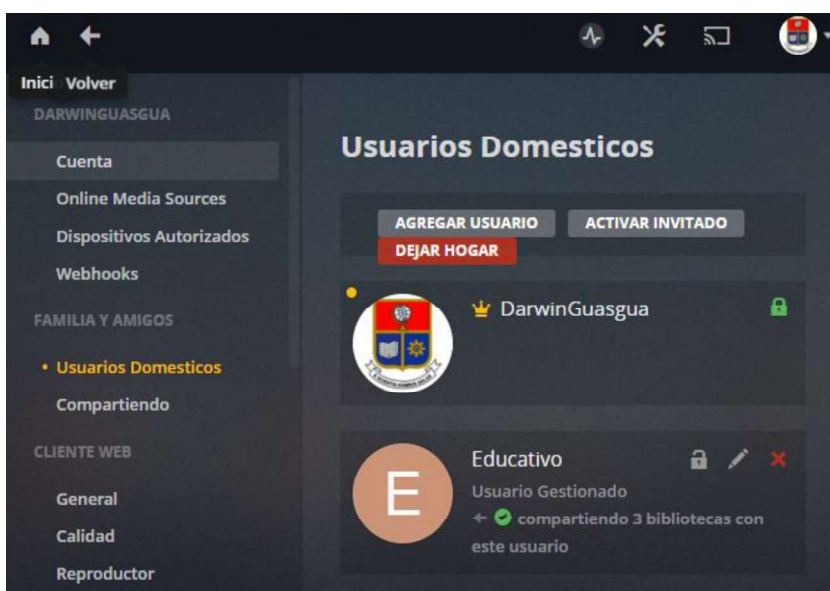 Inici Volver
DARWINGUASGUA
Cuenta
Online Media Sources
Dispositivos Autorizados
Webhooks
FAMILIA Y AMIGOS
Usuarios Domesticos
Compartiendo
CLIENTE WEB
General
Calidad
Reproductor
Usuarios Domesticos
AGREGAR USUARIO
ACTIVAR INVITADO
DEJAR HOGAR
DarwinGuasgua
E
Educativo
Usuario Gestionado
compartiendo 3 bibliotecas con
este usuario